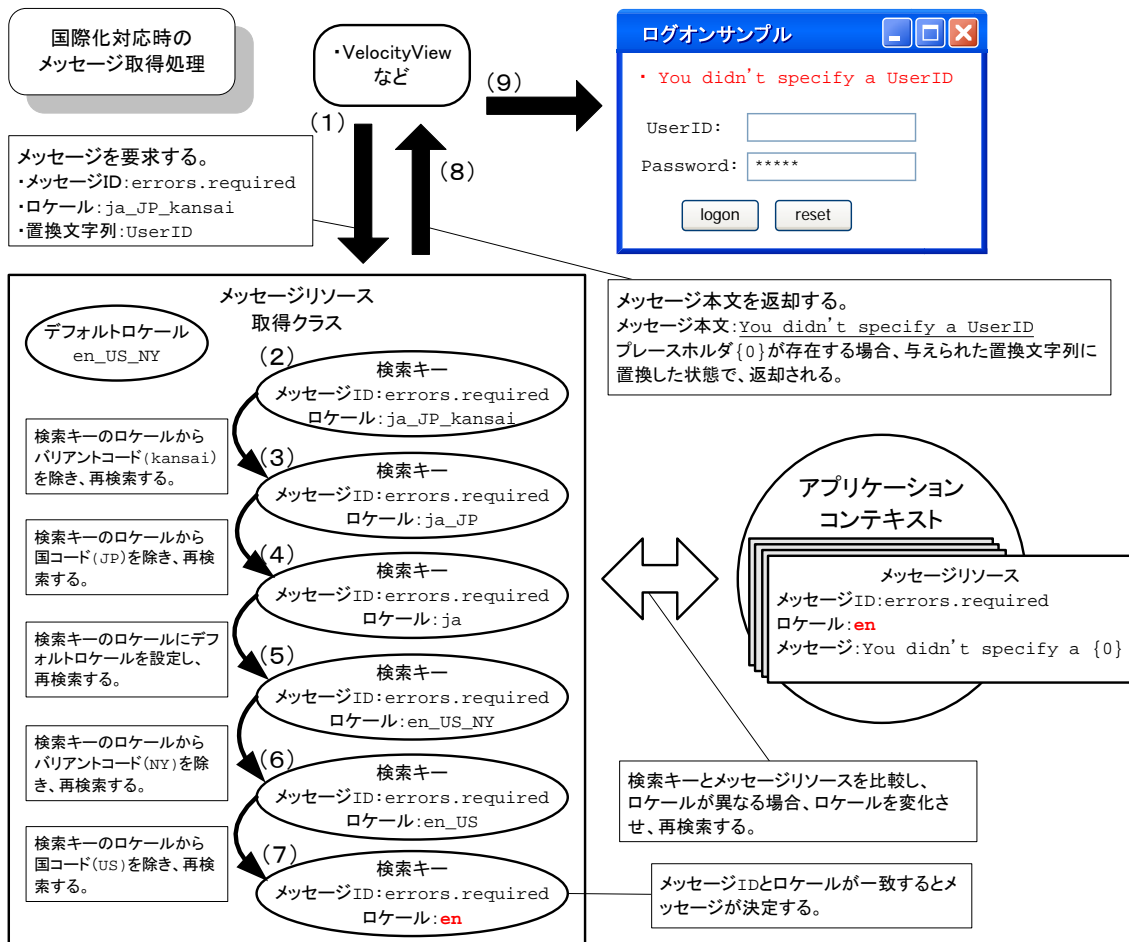 国際化対応時の
メッセージ取得処理
・VelocityView
など
(1)
(8)
(9)
ログオンサンプル
・ You didn't specify a UserID
UserID:
Password: *****
logon reset
メッセージを要求する。
・メッセージID:errors.required
・ロケール:ja_JP_kansai
・置換文字列:UserID
メッセージ本文を返却する。
メッセージ本文:You didn't specify a UserID
プレースホルダ{0}が存在する場合、与えられた置換文字列に
置換した状態で、返却される。
メッセージリソース
取得クラス
デフォルトロケール
en_US_NY
(2)
検索キー
メッセージID:errors.required
ロケール:ja_JP_kansai
検索キーのロケールから
バリアントコード(kansai)
を除き、再検索する。
(3)
検索キー
メッセージID:errors.required
ロケール:ja_JP
検索キーのロケールから
国コード(JP)を除き、再検
索する。
(4)
検索キー
メッセージID:errors.required
ロケール:ja
検索キーのロケールにデフ
ォルトロケールを設定し、
再検索する。
(5)
検索キー
メッセージID:errors.required
ロケール:en_US_NY
検索キーのロケールから
バリアントコード(NY)を除
き、再検索する。
(6)
検索キー
メッセージID:errors.required
ロケール:en_US
検索キーのロケールから
国コード(US)を除き、再検
索する。
(7)
検索キー
メッセージID:errors.required
ロケール:en
アプリケーション
コンテキスト
メッセージリソース
メッセージID:errors.required
ロケール:en
メッセージ:You didn't specify a {0}
検索キーとメッセージリソースを比較し、
ロケールが異なる場合、ロケールを変化さ
せ、再検索する。
メッセージIDとロケールが一致するとメ
ッセージが決定する。